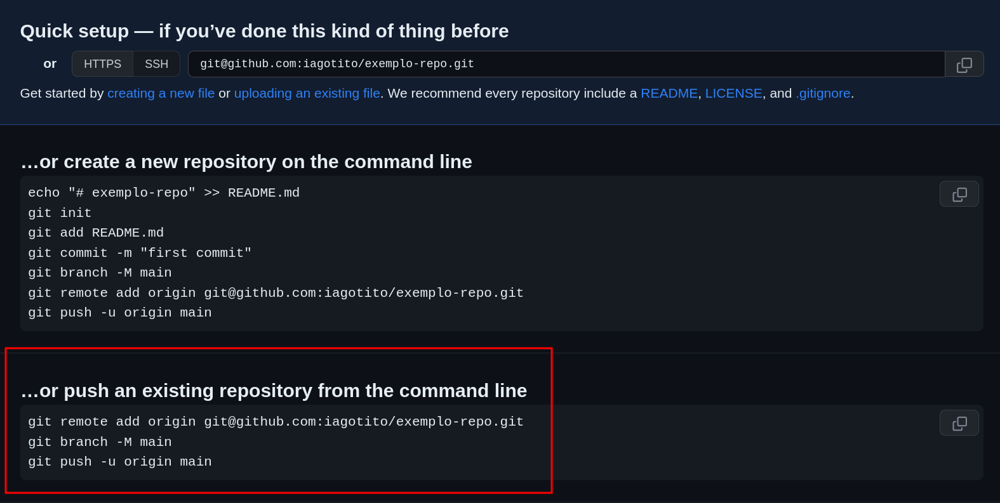 Quick setup — if you’ve done this kind of thing before
or HTTPS SSH git@github.com:iagotito/exemplo-repo.git
Get started by creating a new file or uploading an existing file. We recommend every repository include a README, LICENSE, and .gitignore.
…or create a new repository on the command line
echo "# exemplo-repo" >> README.md
git init
git add README.md
git commit -m "first commit"
git branch -M main
git remote add origin git@github.com:iagotito/exemplo-repo.git
git push -u origin main
…or push an existing repository from the command line
git remote add origin git@github.com:iagotito/exemplo-repo.git
git branch -M main
git push -u origin main